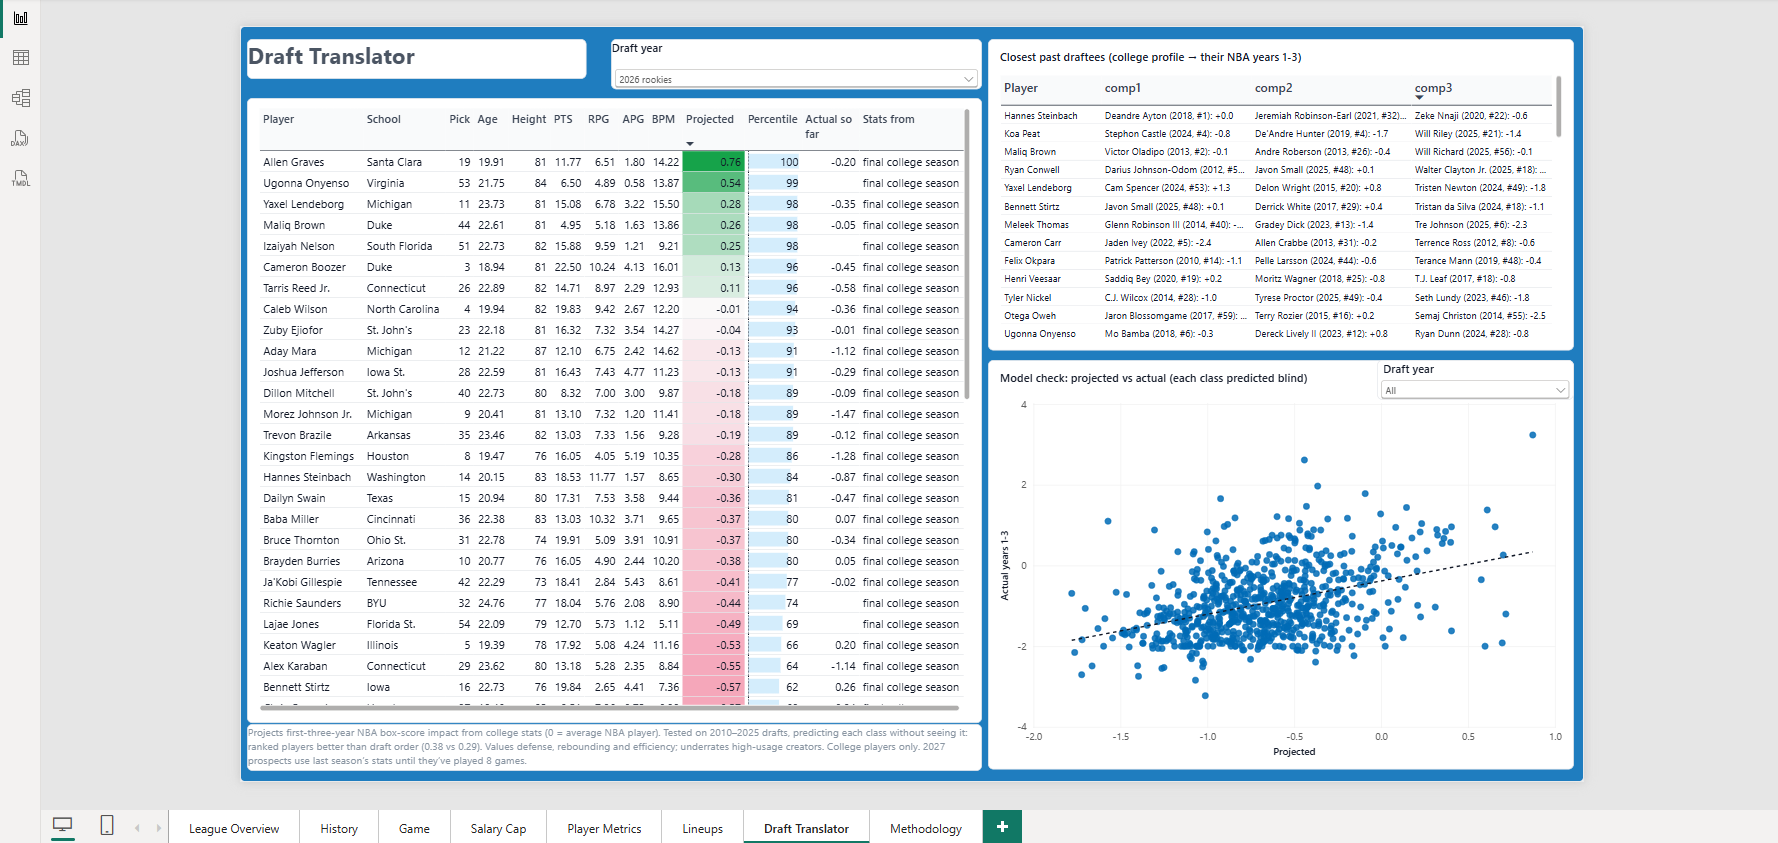 DAX
TMDL
Draft Translator
Draft year
2026 rookies
Player School Pick Age Height PTS RPG APG BPM Projected Percentile Actual so far Stats from
Allen Graves Santa Clara 19 19.91 81 11.77 6.51 1.80 14.22 0.76 100 -0.20 final college season
Ugonna Onyenso Virginia 53 21.75 84 6.50 4.89 0.58 13.87 0.54 99 final college season
Yaxel Lendeborg Michigan 11 23.73 81 15.08 6.78 3.22 15.50 0.28 98 -0.35 final college season
Maliq Brown Duke 44 22.61 81 4.95 5.18 1.63 13.86 0.26 98 -0.05 final college season
Izaiyah Nelson South Florida 51 22.73 82 15.88 9.59 1.21 9.21 0.25 98 final college season
Cameron Boozer Duke 3 18.94 81 22.50 10.24 4.13 16.01 0.13 96 -0.45 final college season
Tarris Reed Jr. Connecticut 26 22.89 82 14.71 8.97 2.29 12.93 0.11 96 -0.58 final college season
Caleb Wilson North Carolina 4 19.94 82 19.83 9.42 2.67 12.20 -0.01 94 -0.36 final college season
Zuby Ejiofor St. John's 23 22.18 81 16.32 7.32 3.54 14.27 -0.04 93 -0.01 final college season
Aday Mara Michigan 12 21.22 87 12.10 6.75 2.42 14.62 -0.13 91 -1.12 final college season
Joshua Jefferson Iowa St. 28 22.59 81 16.43 7.43 4.77 11.23 -0.13 91 -0.29 final college season
Dillon Mitchell St. John's 40 22.73 80 8.32 7.00 3.00 9.87 -0.18 89 -0.09 final college season
Morez Johnson Jr. Michigan 9 20.41 81 13.10 7.32 1.20 11.41 -0.18 89 -1.47 final college season
Trevon Brazile Arkansas 35 23.46 82 13.03 7.33 1.56 9.28 -0.19 89 -0.12 final college season
Kingston Flemings Houston 8 19.47 76 16.05 4.05 5.19 10.35 -0.28 86 -1.28 final college season
Hannes Steinbach Washington 14 20.15 83 18.53 11.77 1.57 8.65 -0.30 84 -0.87 final college season
Dailyn Swain Texas 15 20.94 80 17.31 7.53 3.58 9.44 -0.36 81 -0.47 final college season
Baba Miller Cincinnati 36 22.38 83 13.03 10.32 3.71 9.65 -0.37 80 0.07 final college season
Bruce Thornton Ohio St. 31 22.78 74 19.91 5.09 3.91 10.91 -0.37 80 -0.34 final college season
Brayden Burries Arizona 10 20.77 76 16.05 4.90 2.44 10.20 -0.38 80 0.05 final college season
Ja'Kobi Gillespie Tennessee 42 22.29 73 18.41 2.84 5.43 8.61 -0.41 77 -0.02 final college season
Richie Saunders BYU 32 24.76 77 18.04 5.76 2.08 8.90 -0.44 74 final college season
Lajae Jones Florida St. 54 22.09 79 12.70 5.73 1.12 5.11 -0.49 69 final college season
Keaton Wagler Illinois 5 19.39 78 17.92 5.08 4.24 11.16 -0.53 66 0.20 final college season
Alex Karaban Connecticut 29 23.62 80 13.18 5.28 2.35 8.84 -0.55 64 -1.14 final college season
Bennett Stirtz Iowa 16 22.73 76 19.84 2.65 4.41 7.36 -0.57 62 0.26 final college season
Projects first-three-year NBA box-score impact from college stats (0 = average NBA player). Tested on 2010–2025 drafts, predicting each class without seeing it:
ranked players better than draft order (0.38 vs 0.29). Values defense, rebounding and efficiency; underrates high-usage creators. College players only. 2027
prospects use last season's stats until they've played 8 games.
Closest past draftees (college profile → their NBA years 1-3)
Player comp1 comp2 comp3
Hannes Steinbach Deandre Ayton (2018, #1): +0.0 Jeremiah Robinson-Earl (2021, #32)... Zeke Nnaji (2020, #22): -0.6
Koa Peat Stephon Castle (2024, #4): -0.8 De'Andre Hunter (2019, #4): -1.7 Will Riley (2025, #21): -1.4
Maliq Brown Victor Oladipo (2013, #2): -0.1 Andre Roberson (2013, #26): -0.4 Will Richard (2025, #56): -0.1
Ryan Conwell Darius Johnson-Odom (2012, #5... Javon Small (2025, #48): +0.1 Walter Clayton Jr. (2025, #18): ...
Yaxel Lendeborg Cam Spencer (2024, #53): +1.3 Delon Wright (2015, #20): +0.8 Tristen Newton (2024, #49): -1.8
Bennett Stirtz Javon Small (2025, #48): +0.1 Derrick White (2017, #29): +0.4 Tristan da Silva (2024, #18): -1.1
Meleek Thomas Glenn Robinson III (2014, #40): -... Gradey Dick (2023, #13): -1.4 Tre Johnson (2025, #6): -2.3
Cameron Carr Jaden Ivey (2022, #5): -2.4 Allen Crabbe (2013, #31): -0.2 Terrence Ross (2012, #8): -0.6
Felix Okpara Patrick Patterson (2010, #14): -1.1 Pelle Larsson (2024, #44): -0.6 Terance Mann (2019, #48): -0.4
Henri Veesaar Saddiq Bey (2020, #19): +0.2 Moritz Wagner (2018, #25): -0.8 T.J. Leaf (2017, #18): -0.8
Tyler Nickel C.J. Wilcox (2014, #28): -1.0 Tyrese Proctor (2025, #49): -0.4 Seth Lundy (2023, #46): -1.8
Otega Oweh Jaron Blossomgame (2017, #59): ... Terry Rozier (2015, #16): +0.2 Semaj Christon (2014, #55): -2.5
Ugonna Onyenso Mo Bamba (2018, #6): -0.3 Dereck Lively II (2023, #12): +0.8 Ryan Dunn (2024, #28): -0.8
Model check: projected vs actual (each class predicted blind)
Draft year
All
Actual years 1-3
4
2
0
-2
-4
-2.0 -1.5 -1.0 -0.5 0.0 0.5 1.0
Projected
League Overview History Game Salary Cap Player Metrics Lineups Draft Translator Methodology +